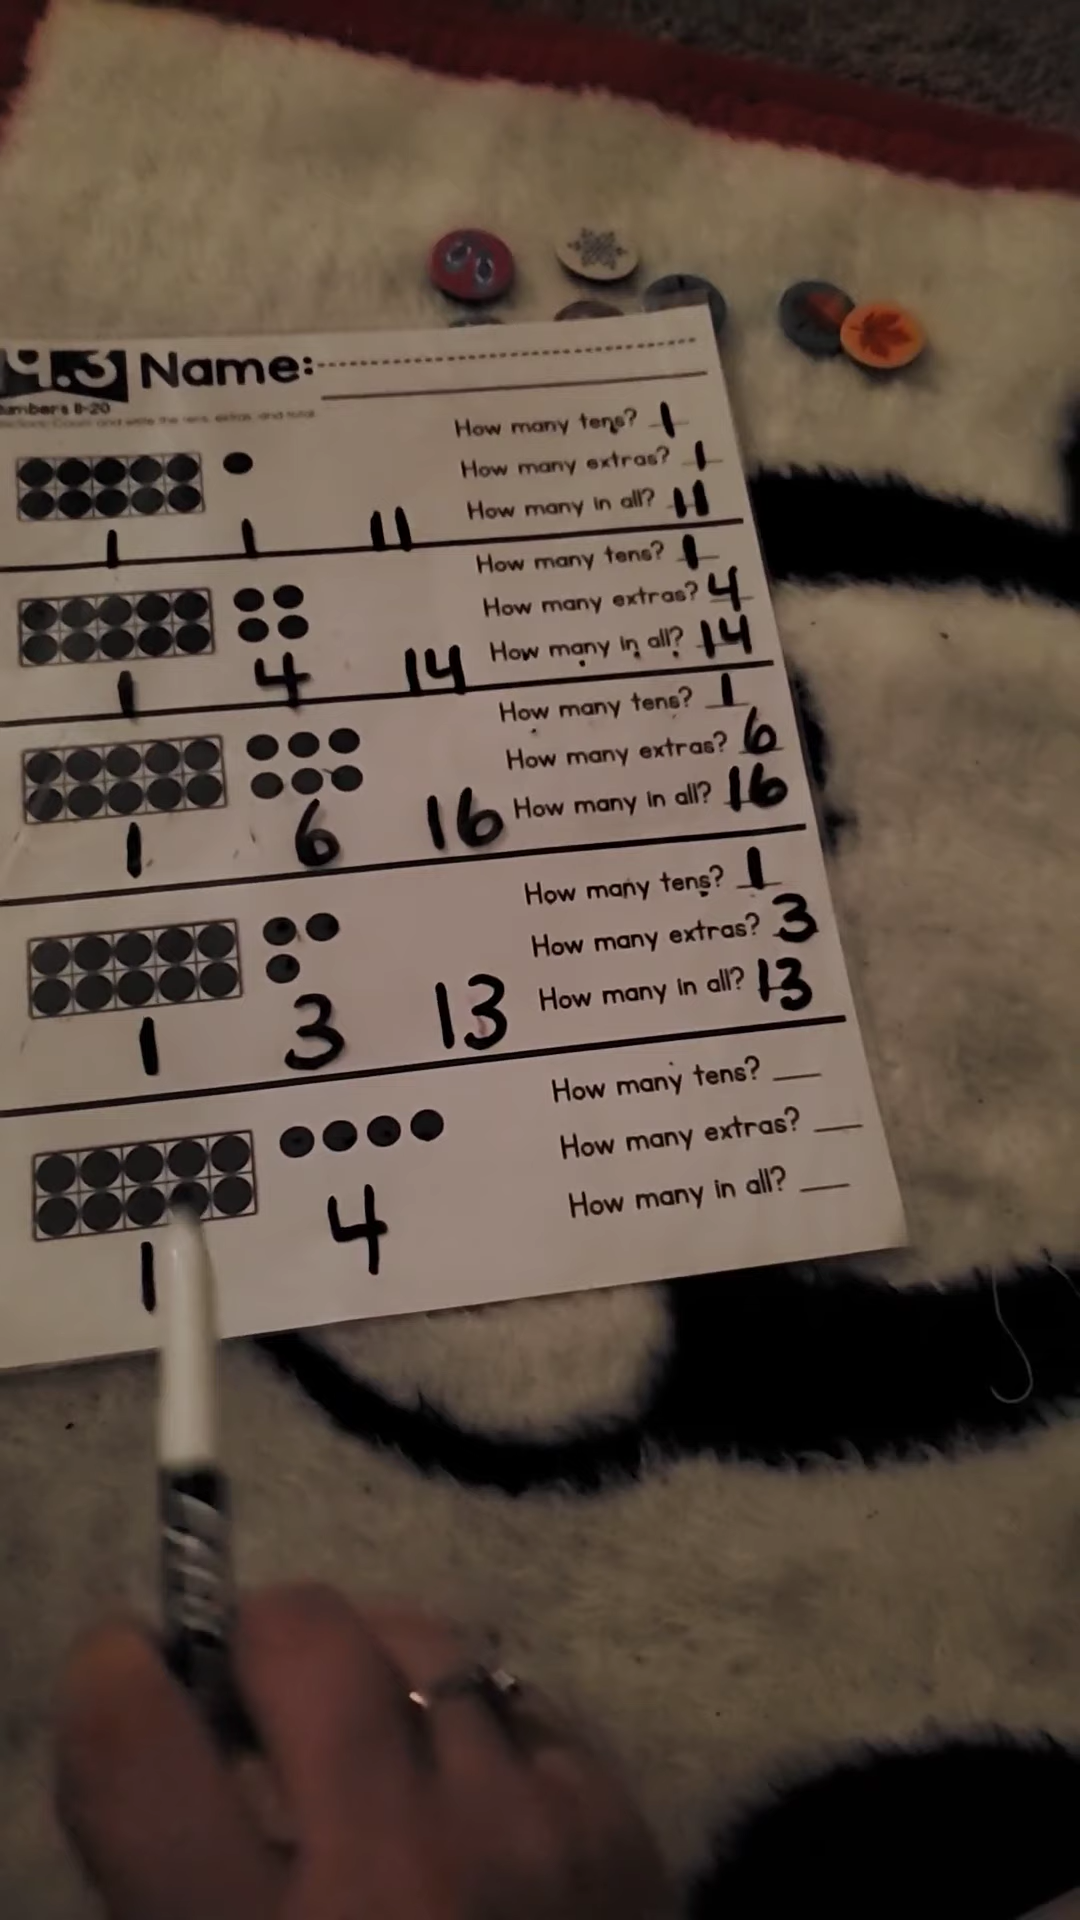 9.3 Name:
Numbers 11-20
How many tens? 1
How many extras? 1
How many in all? 11
1 1 11
How many tens? 1
How many extras? 4
How many in all? 14
1 4 14
How many tens? 1
How many extras? 6
How many in all? 16
1 6 16
How many tens? 1
How many extras? 3
How many in all? 13
1 3 13
How many tens?
How many extras?
How many in all?
1 4